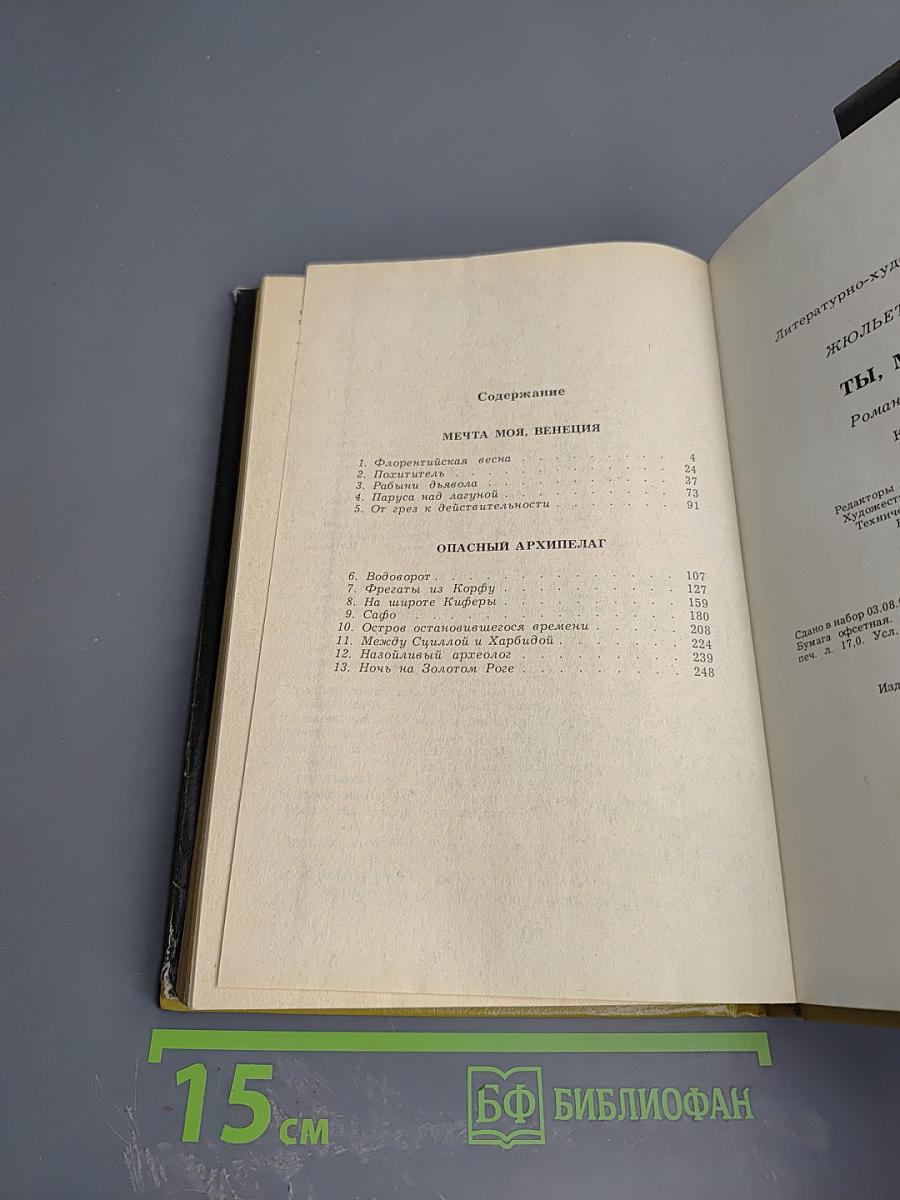 Содержание
МЕЧТА МОЯ, ВЕНЕЦИЯ
1. Флорентийская весна . . . . . . . . . 4
2. Похититель . . . . . . . . . . . . . 24
3. Рабыни дьявола . . . . . . . . . . . 37
4. Паруса над лагуной . . . . . . . . . 73
5. От грез к действительности . . . . . . . 91
ОПАСНЫЙ АРХИПЕЛАГ
6. Водоворот . . . . . . . . . . . . . . 107
7. Фрегаты из Корфу . . . . . . . . . . 127
8. На широте Киферы . . . . . . . . . . 159
9. Сафо . . . . . . . . . . . . . . . 180
10. Остров остановившегося времени . . . . . 208
11. Между Сциллой и Харбидой . . . . . . . 224
12. Назойливый археолог . . . . . . . . . 239
13. Ночь на Золотом Роге . . . . . . . . . 248
Литературно-худ
ЖЮЛЬЕТ
ТЫ,
Роман
Редакторы
Художест
Техниче
Сдано в набор 03.08.
Бумага офсетная.
печ. л. 17,0. Усл.
Изд
15 см
БФ БИБЛИОФАН